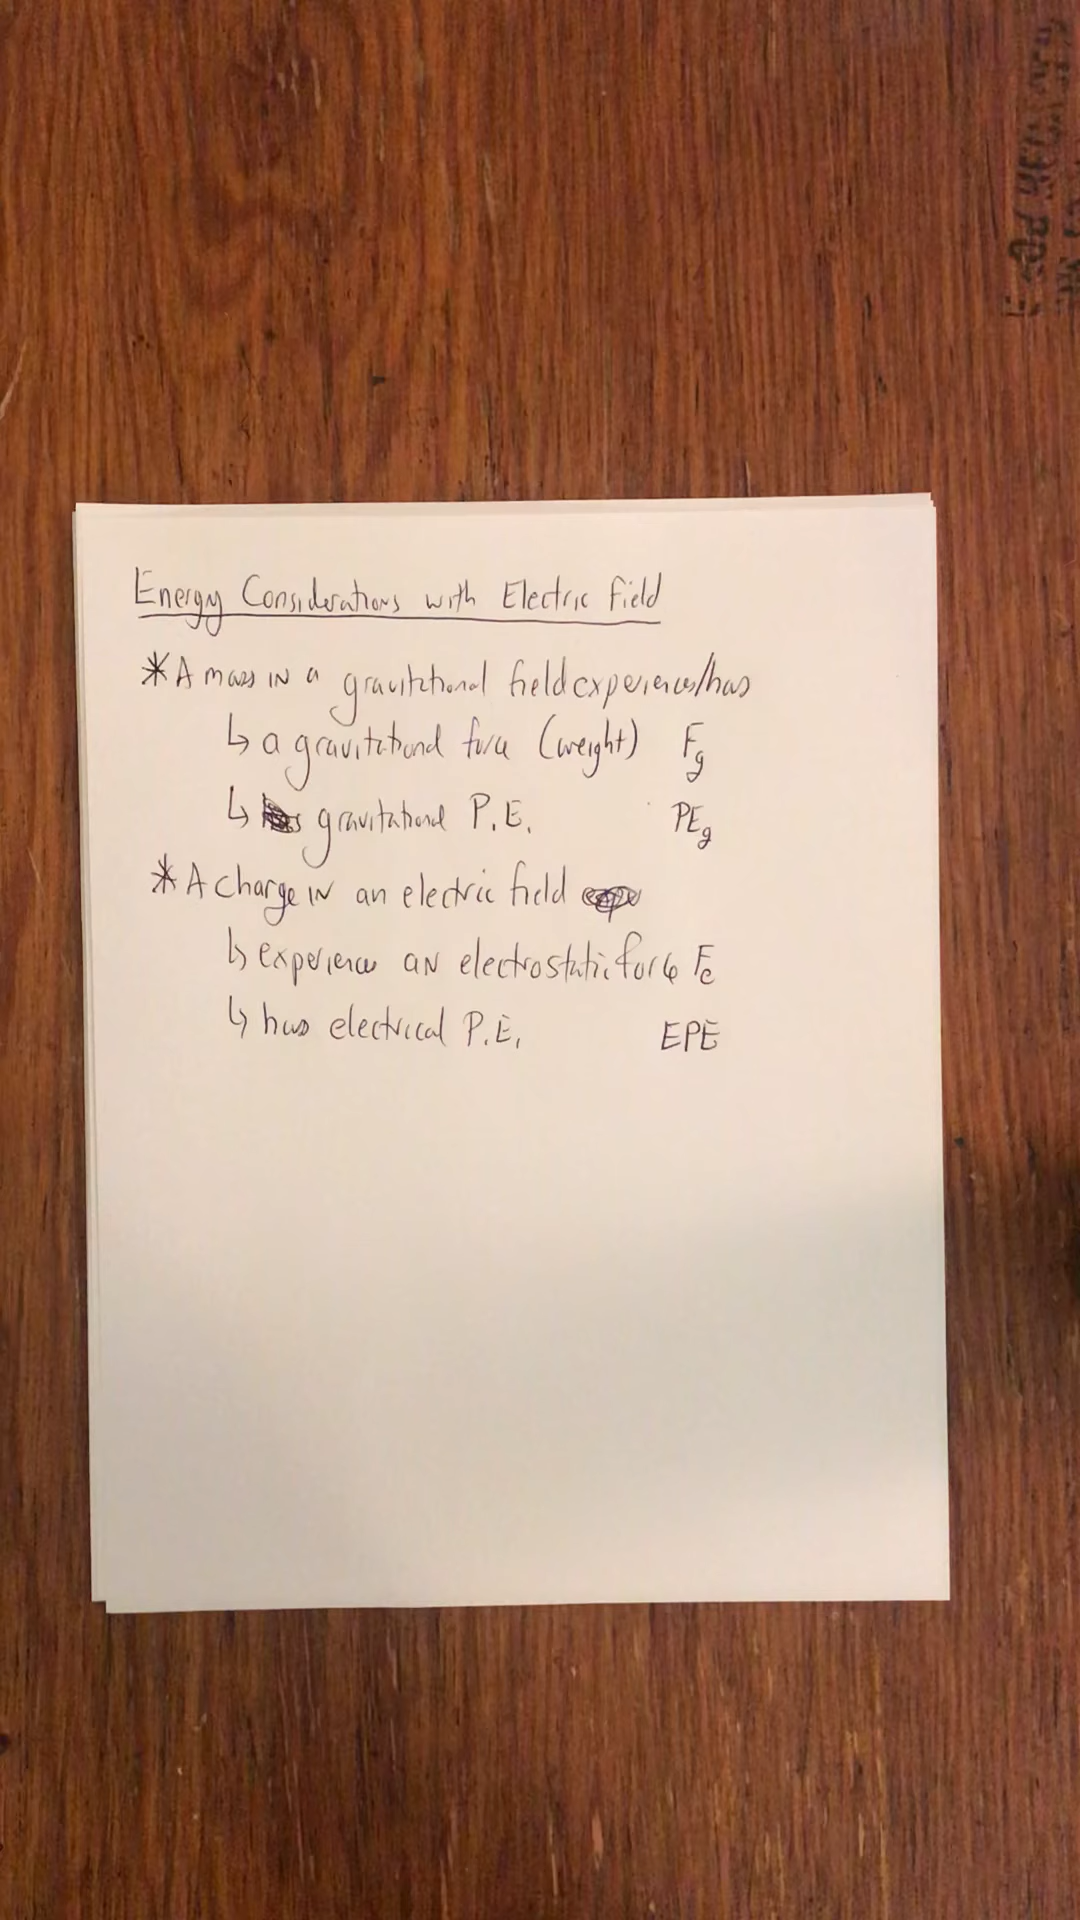 Energy Considerations with Electric Field
* A mass in a gravitational field experiences/has
↳ a gravitational force (weight) Fg
↳ gravitational P.E. PEg
* A charge in an electric field
↳ experiences an electrostatic force Fe
↳ has electrical P.E. EPE